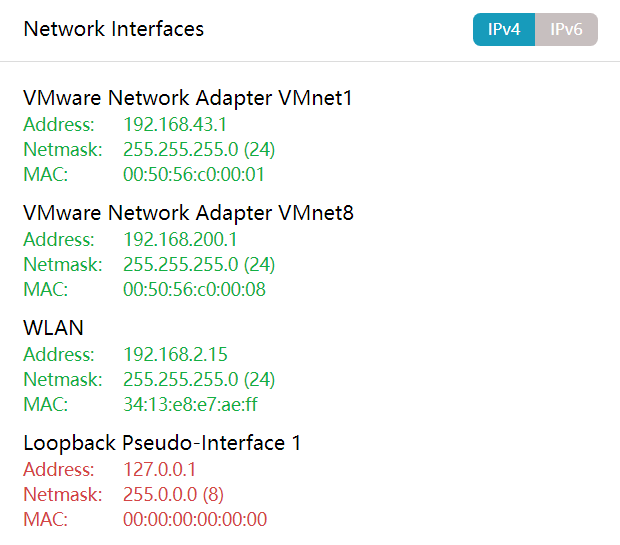 Network Interfaces
IPv4 IPv6
VMware Network Adapter VMnet1
Address: 192.168.43.1
Netmask: 255.255.255.0 (24)
MAC: 00:50:56:c0:00:01
VMware Network Adapter VMnet8
Address: 192.168.200.1
Netmask: 255.255.255.0 (24)
MAC: 00:50:56:c0:00:08
WLAN
Address: 192.168.2.15
Netmask: 255.255.255.0 (24)
MAC: 34:13:e8:e7:ae:ff
Loopback Pseudo-Interface 1
Address: 127.0.0.1
Netmask: 255.0.0.0 (8)
MAC: 00:00:00:00:00:00